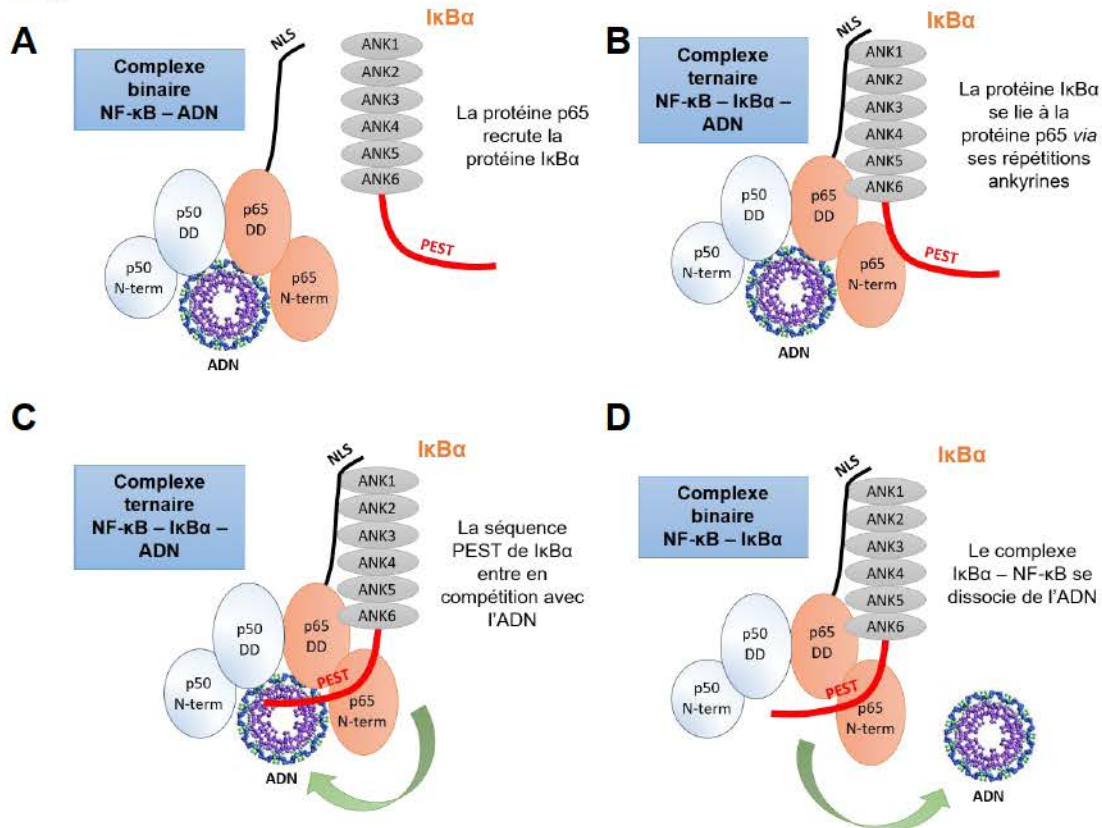 A
Complexe
binaire
NF-κB – ADN
NLS
IκBα
ANK1
ANK2
ANK3
ANK4
ANK5
ANK6
PEST
La protéine p65
recrute la
protéine IκBα
p50
DD
p65
DD
p50
N-term
p65
N-term
ADN
B
Complexe
ternaire
NF-κB – IκBα –
ADN
NLS
IκBα
ANK1
ANK2
ANK3
ANK4
ANK5
ANK6
PEST
La protéine IκBα
se lie à la
protéine p65 via
ses répétitions
ankyrines
p50
DD
p65
DD
p50
N-term
p65
N-term
ADN
C
Complexe
ternaire
NF-κB – IκBα –
ADN
NLS
IκBα
ANK1
ANK2
ANK3
ANK4
ANK5
ANK6
PEST
La séquence
PEST de IκBα
entre en
compétition avec
l'ADN
p50
DD
p65
DD
p50
N-term
p65
N-term
ADN
D
Complexe
binaire
NF-κB – IκBα
NLS
IκBα
ANK1
ANK2
ANK3
ANK4
ANK5
ANK6
PEST
Le complexe
IκBα – NF-κB se
dissocie de l'ADN
p50
DD
p65
DD
p50
N-term
p65
N-term
ADN